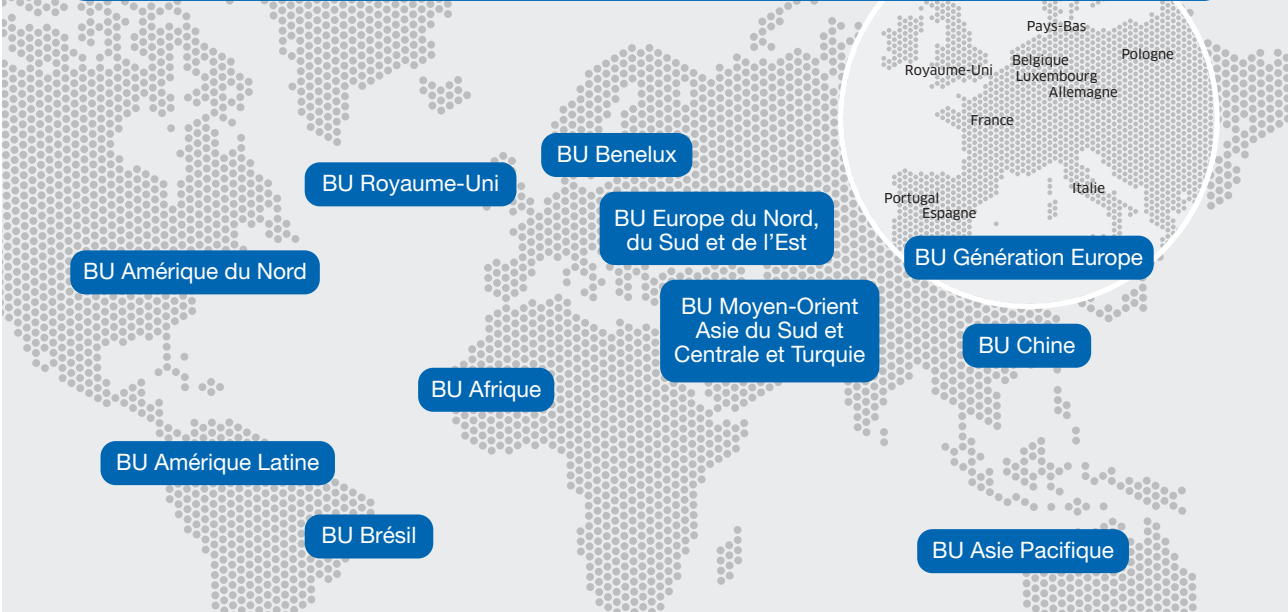 Pays-Bas
Pologne
Belgique
Royaume-Uni
Luxembourg
Allemagne
France
BU Benelux
BU Royaume-Uni
Italie
Portugal
Espagne
BU Europe du Nord,
du Sud et de l'Est
BU Génération Europe
BU Amérique du Nord
BU Moyen-Orient
Asie du Sud et
Centrale et Turquie
BU Chine
BU Afrique
BU Amérique Latine
BU Brésil
BU Asie Pacifique